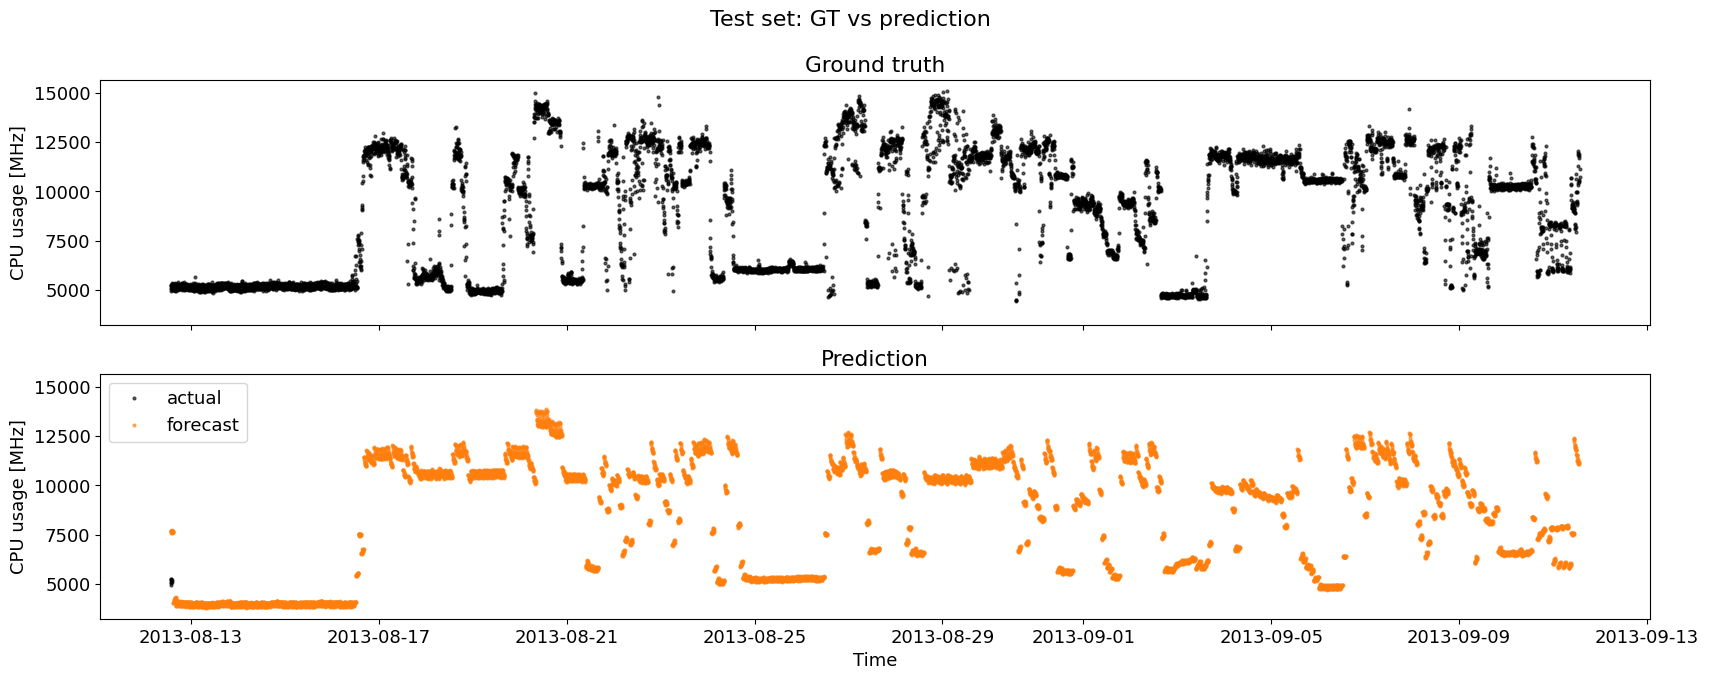 Test set: GT vs prediction
Ground truth
CPU usage [MHz]
15000
12500
10000
7500
5000
Prediction
CPU usage [MHz]
15000
12500
10000
7500
5000
actual
forecast
2013-08-13 2013-08-17 2013-08-21 2013-08-25 2013-08-29 2013-09-01 2013-09-05 2013-09-09 2013-09-13
Time